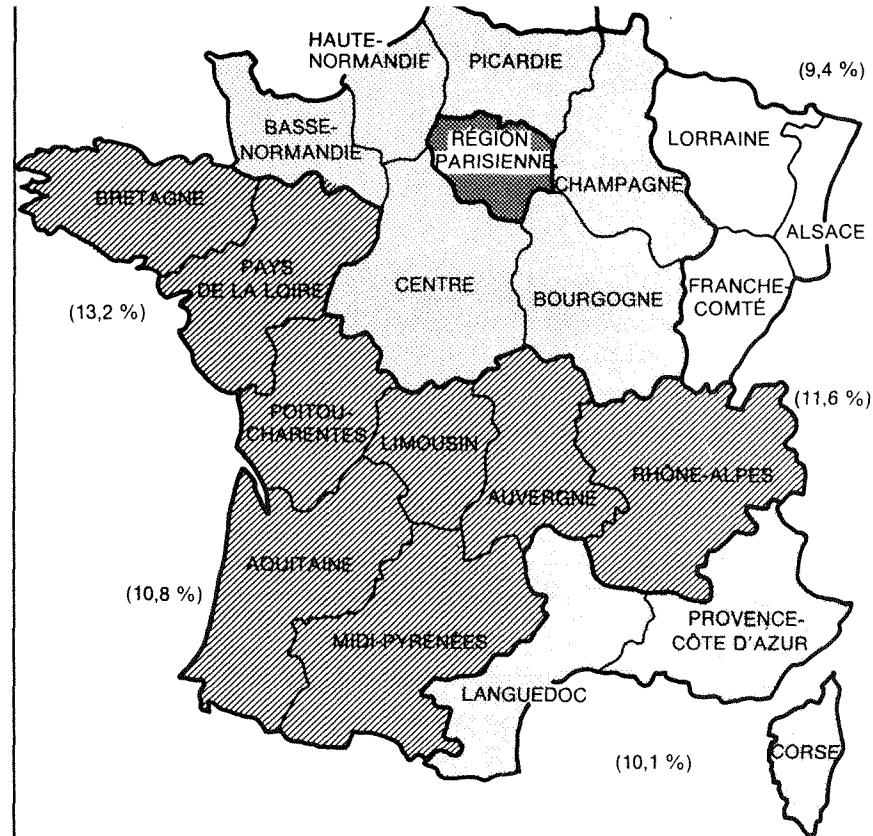 HAUTE-
NORMANDIE
PICARDIE
(9,4 %)
BASSE-
NORMANDIE
RÉGION
PARISIENNE
LORRAINE
CHAMPAGNE
BRETAGNE
ALSACE
PAYS
DE LA LOIRE
CENTRE
BOURGOGNE
FRANCHE-
COMTÉ
(13,2 %)
(11,6 %)
POITOU-
CHARENTES
LIMOUSIN
AUVERGNE
RHÔNE-ALPES
AQUITAINE
(10,8 %)
MIDI-PYRÉNÉES
PROVENCE-
CÔTE D'AZUR
LANGUEDOC
CORSE
(10,1 %)